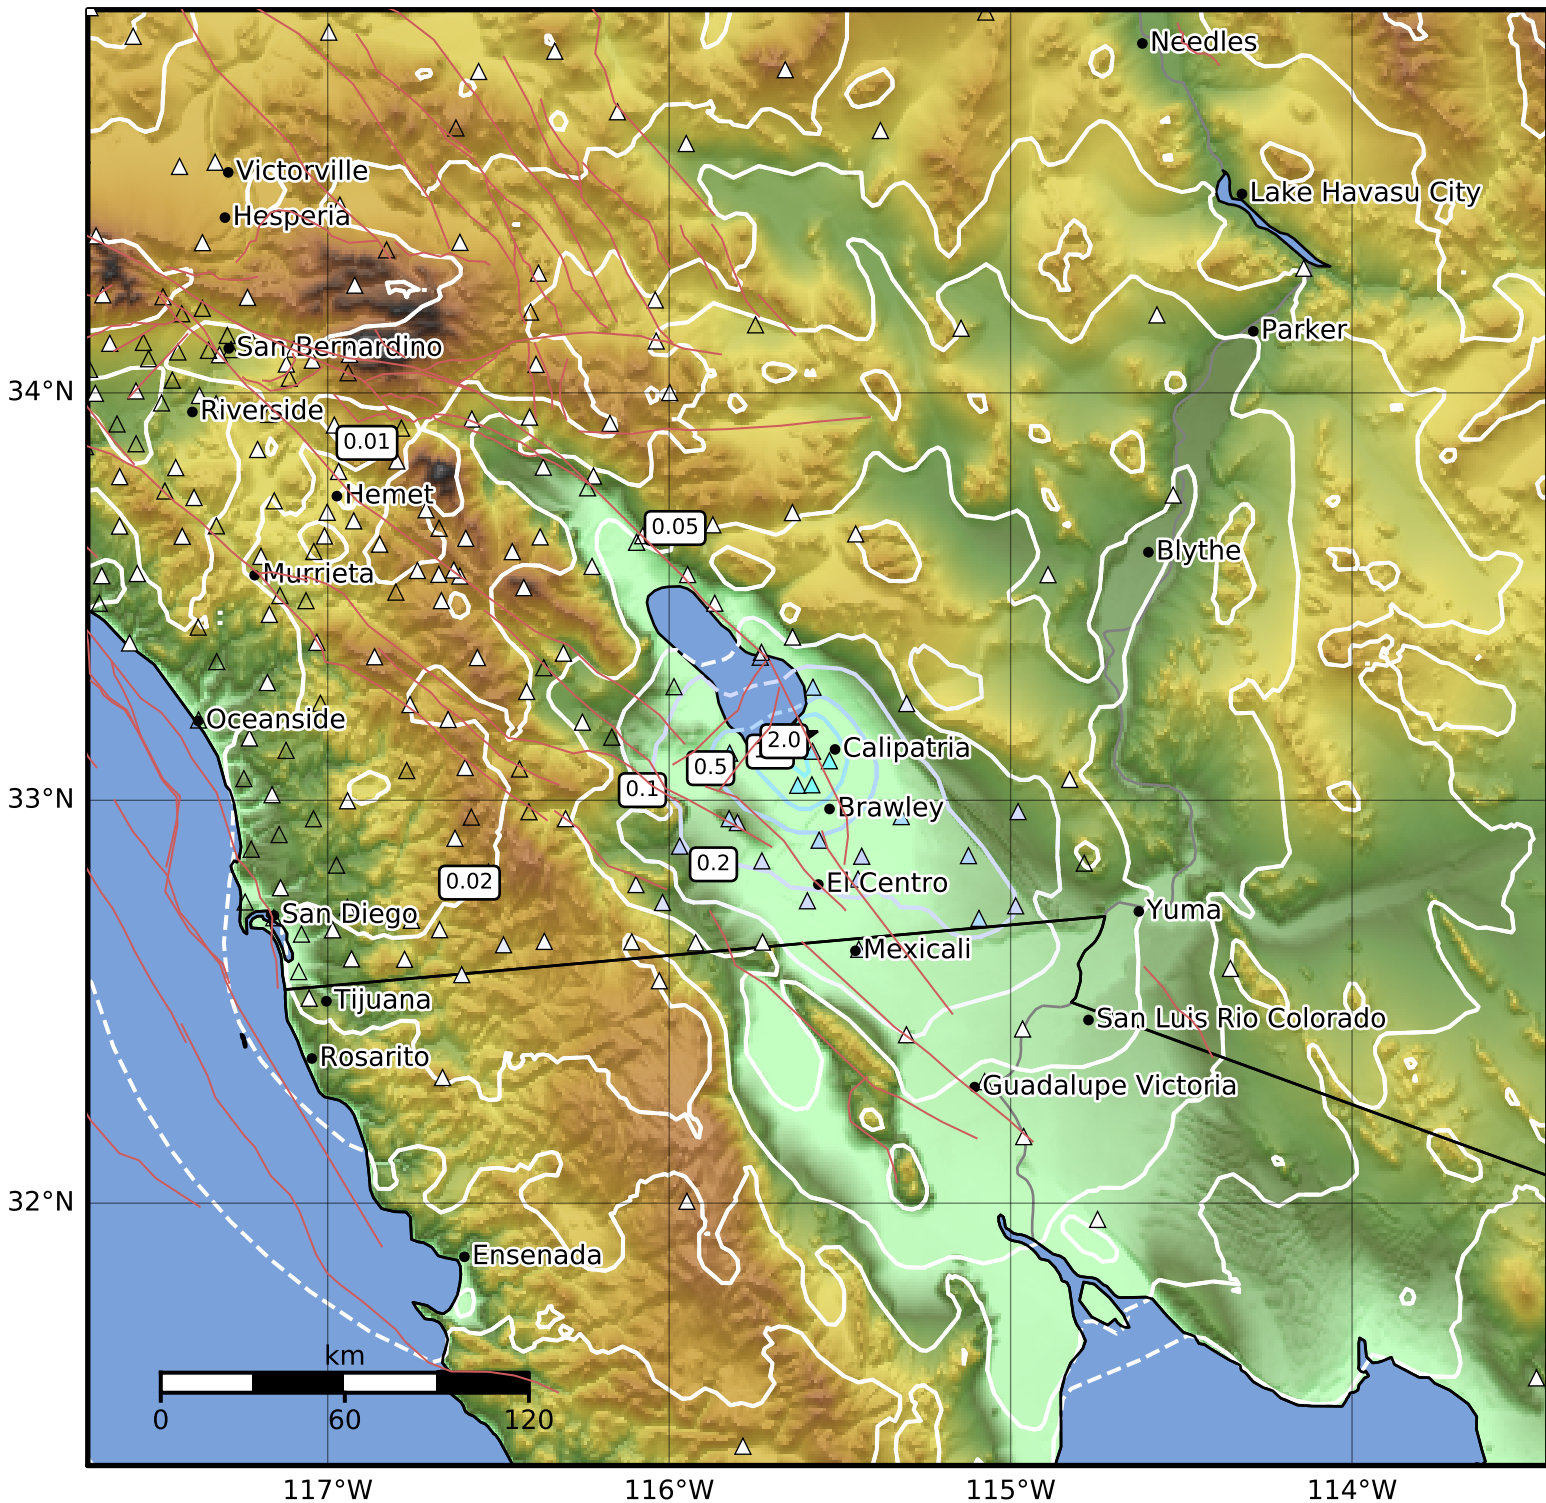 Needles
Victorville
Lake Havasu City
Hesperia
Parker
San Bernardino
34°N
Riverside
0.01
Hemet
0.05
Blythe
Murrieta
Oceanside
2.0
Calipatria
0.5
0.1
33°N
Brawley
0.2
0.02
El Centro
San Diego
Yuma
Mexicali
Tijuana
San Luis Rio Colorado
Rosarito
Guadalupe Victoria
32°N
Ensenada
km
0 60 120
117°W 116°W 115°W 114°W